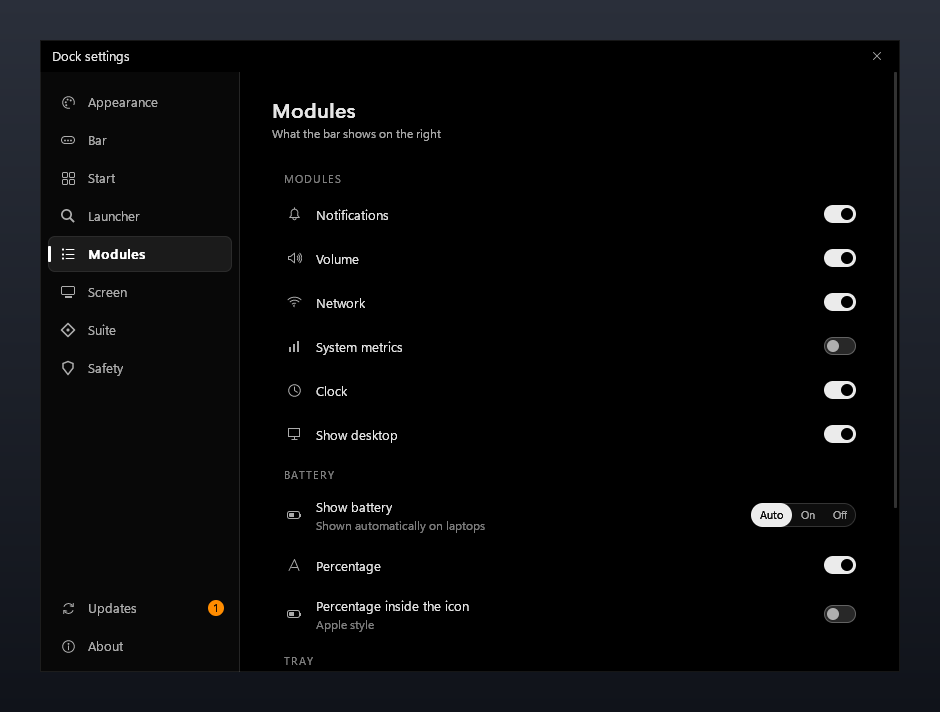 Dock settings
Appearance
Bar
Start
Launcher
Modules
Screen
Suite
Safety
Updates 1
About
Modules
What the bar shows on the right
MODULES
Notifications
Volume
Network
System metrics
Clock
Show desktop
BATTERY
Show battery
Shown automatically on laptops
Auto On Off
Percentage
Percentage inside the icon
Apple style
TRAY